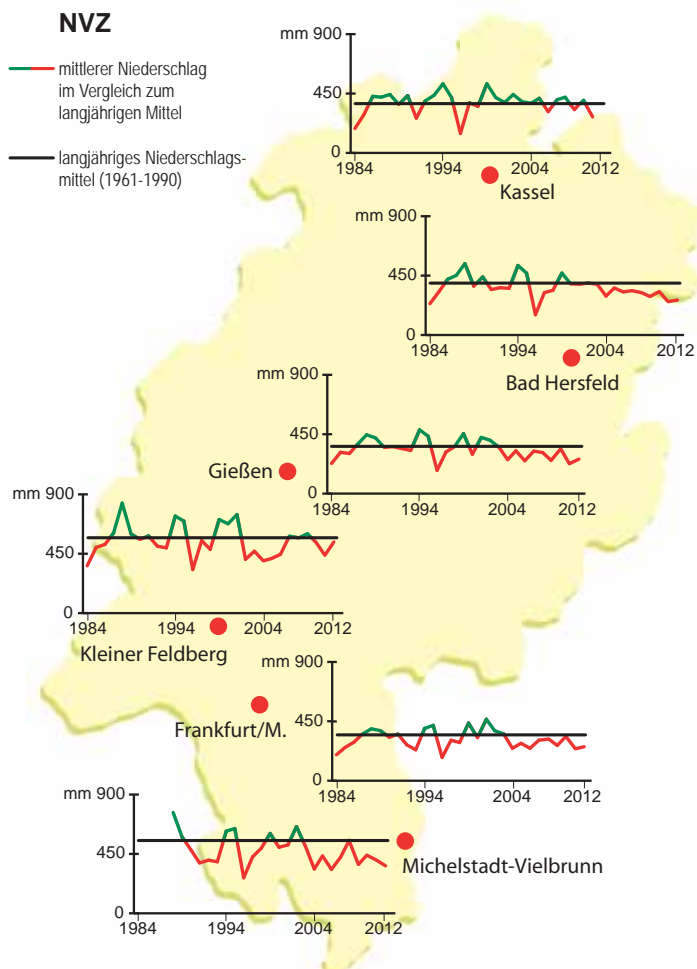 NVZ
mittlerer Niederschlag
im Vergleich zum
langjährigen Mittel
langjähriges Niederschlags-
mittel (1961-1990)
mm 900
450
0
1984 1994 2004 2012
Kassel
mm 900
450
0
1984 1994 2004 2012
Bad Hersfeld
mm 900
450
0
1984 1994 2004 2012
Gießen
mm 900
450
0
1984 1994 2004 2012
Kleiner Feldberg
mm 900
450
0
1984 1994 2004 2012
Frankfurt/M.
mm 900
450
0
1984 1994 2004 2012
Michelstadt-Vielbrunn